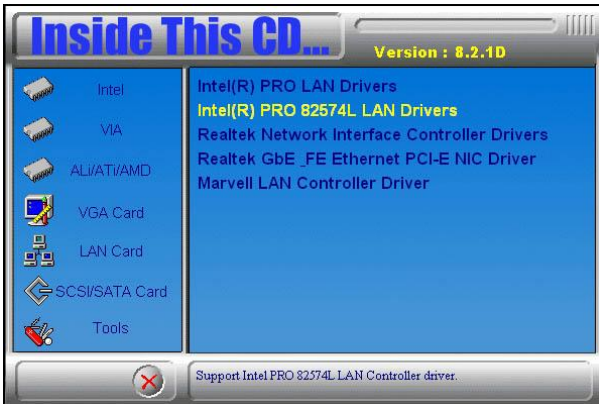 Inside This CD...
Version : 8.2.1D
Intel
VIA
ALi/ATi/AMD
VGA Card
LAN Card
SCSI/SATA Card
Tools
Intel(R) PRO LAN Drivers
Intel(R) PRO 82574L LAN Drivers
Realtek Network Interface Controller Drivers
Realtek GbE _FE Ethernet PCI-E NIC Driver
Marvell LAN Controller Driver
Support Intel PRO 82574L LAN Controller driver.